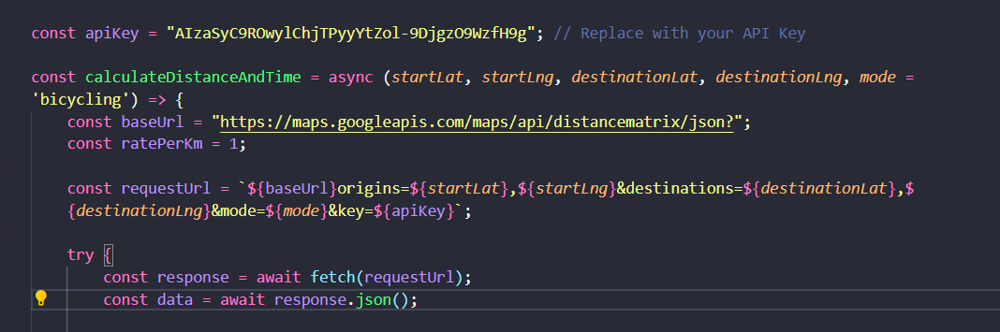 const apiKey = "AIzaSyC9ROwylChjTPyyYtZol-9DjgzO9WzfH9g"; // Replace with your API Key
const calculateDistanceAndTime = async (startLat, startLng, destinationLat, destinationLng, mode =
'bicycling') => {
const baseUrl = "https://maps.googleapis.com/maps/api/distancematrix/json?";
const ratePerKm = 1;
const requestUrl = `${baseUrl}origins=${startLat},${startLng}&destinations=${destinationLat},$
{destinationLng}&mode=${mode}&key=${apiKey}`;
try {
const response = await fetch(requestUrl);
const data = await response.json();